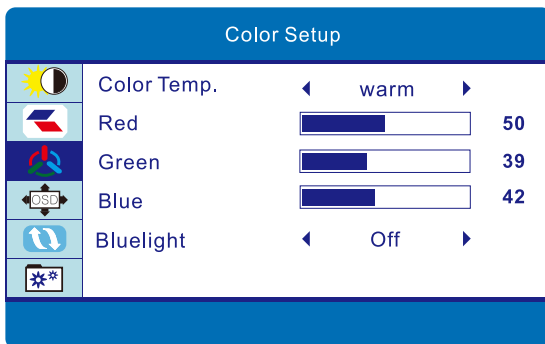 Color Setup
Color Temp. warm
Red 50
Green 39
Blue 42
OSD
Bluelight Off